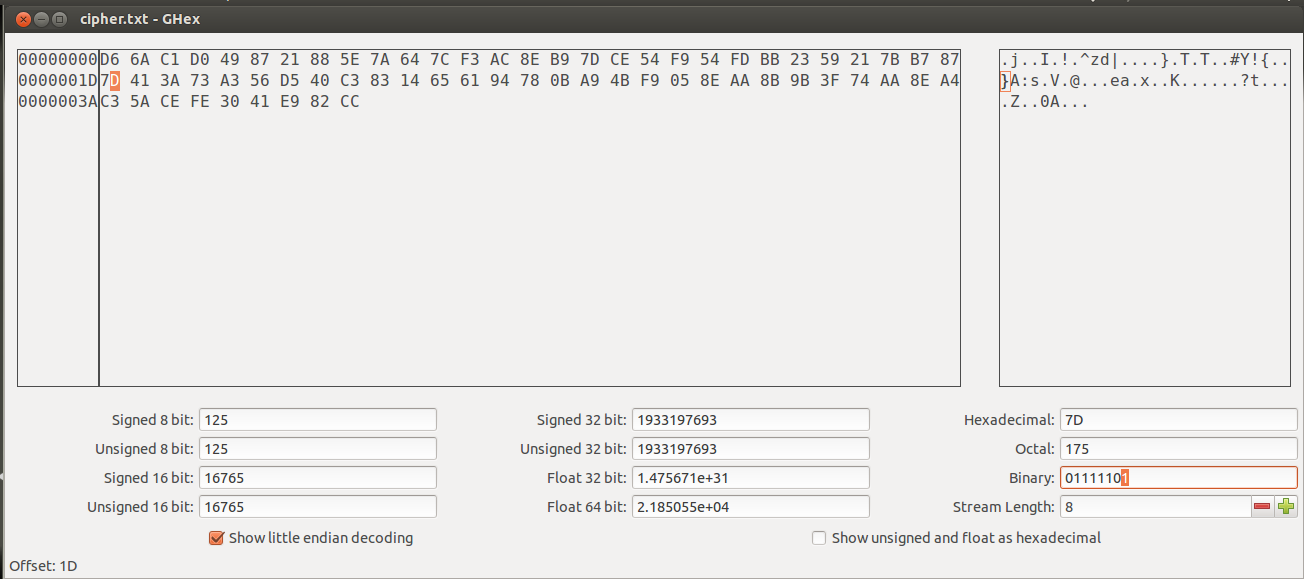 cipher.txt - GHex
00000000 D6 6A C1 D0 49 87 21 88 5E 7A 64 7C F3 AC 8E B9 7D CE 54 F9 54 FD BB 23 59 21 7B B7 87 .j..I.!.^zd|....}.T.T..#Y!{..
0000001D 7D 41 3A 73 A3 56 D5 40 C3 83 14 65 61 94 78 0B A9 4B F9 05 8E AA 8B 9B 3F 74 AA 8E A4 }A:s.V.@...ea.x..K......?t...
0000003A C3 5A CE FE 30 41 E9 82 CC .Z..0A...
Signed 8 bit: 125 Signed 32 bit: 1933197693 Hexadecimal: 7D
Unsigned 8 bit: 125 Unsigned 32 bit: 1933197693 Octal: 175
Signed 16 bit: 16765 Float 32 bit: 1.475671e+31 Binary: 01111101
Unsigned 16 bit: 16765 Float 64 bit: 2.185055e+04 Stream Length: 8
Show little endian decoding Show unsigned and float as hexadecimal
Offset: 1D